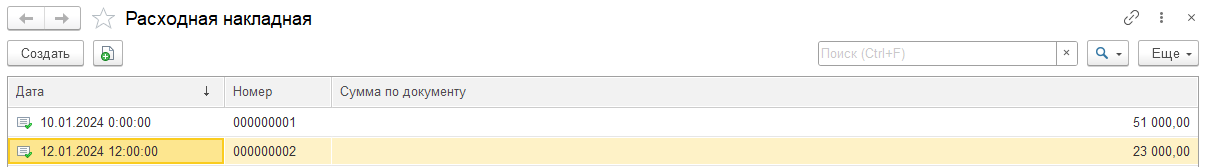 Расходная накладная
Создать Поиск (Ctrl+F) × Еще
Дата ↓ Номер Сумма по документу
10.01.2024 0:00:00 000000001 51 000,00
12.01.2024 12:00:00 000000002 23 000,00